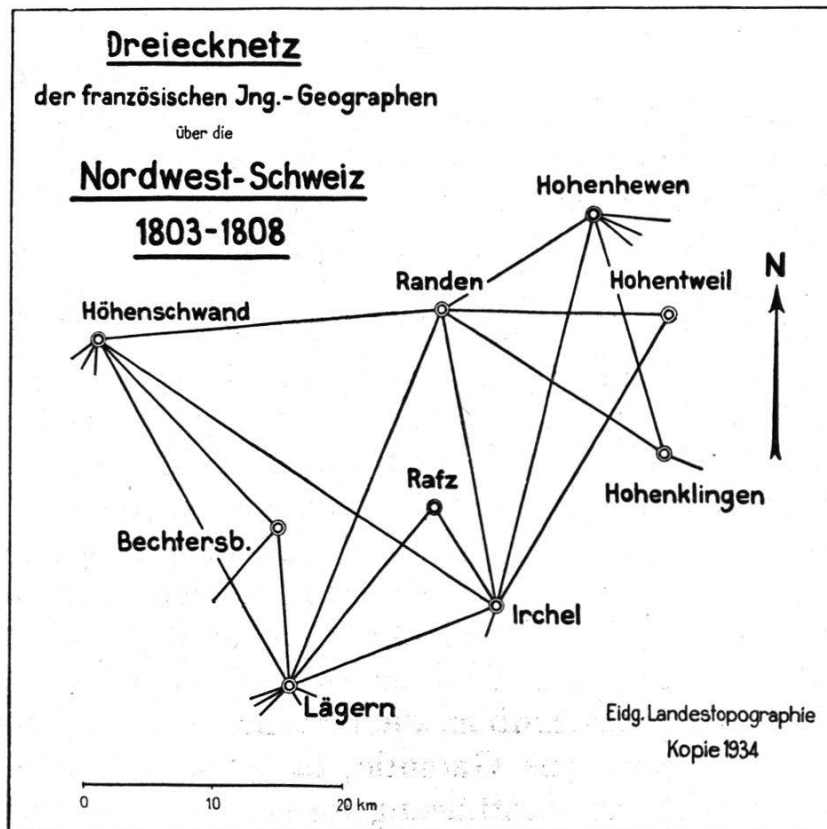 Dreiecknetz
der französischen Jng.-Geographen
über die
Nordwest-Schweiz
1803-1808
Hohenhewen
Randen
Hohentweil
N
Höhenschwand
Rafz
Hohenklingen
Bechtersb.
Irchel
Lägern
Eidg. Landestopographie
Kopie 1934
0 10 20 km